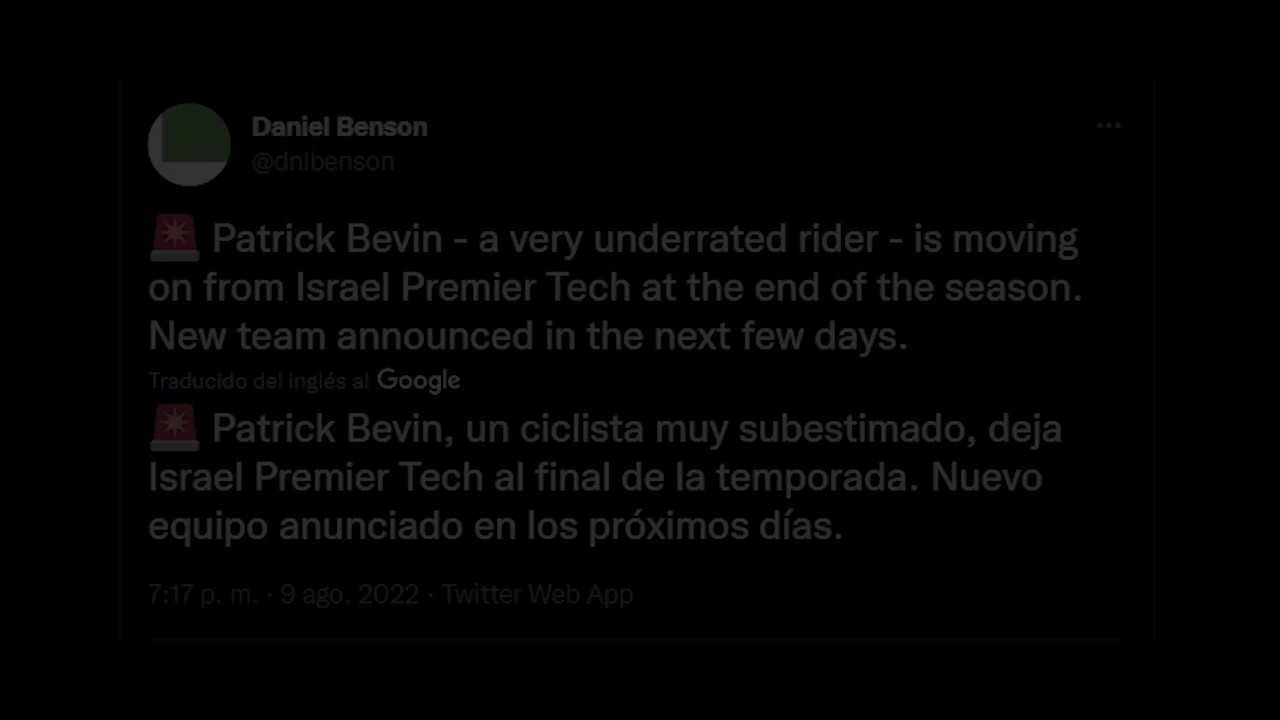 Daniel Benson
@dnlbenson
🚨 Patrick Bevin - a very underrated rider - is moving
on from Israel Premier Tech at the end of the season.
New team announced in the next few days.
Traducido del inglés al Google
🚨 Patrick Bevin, un ciclista muy subestimado, deja
Israel Premier Tech al final de la temporada. Nuevo
equipo anunciado en los próximos días.
7:17 p. m. · 9 ago. 2022 · Twitter Web App